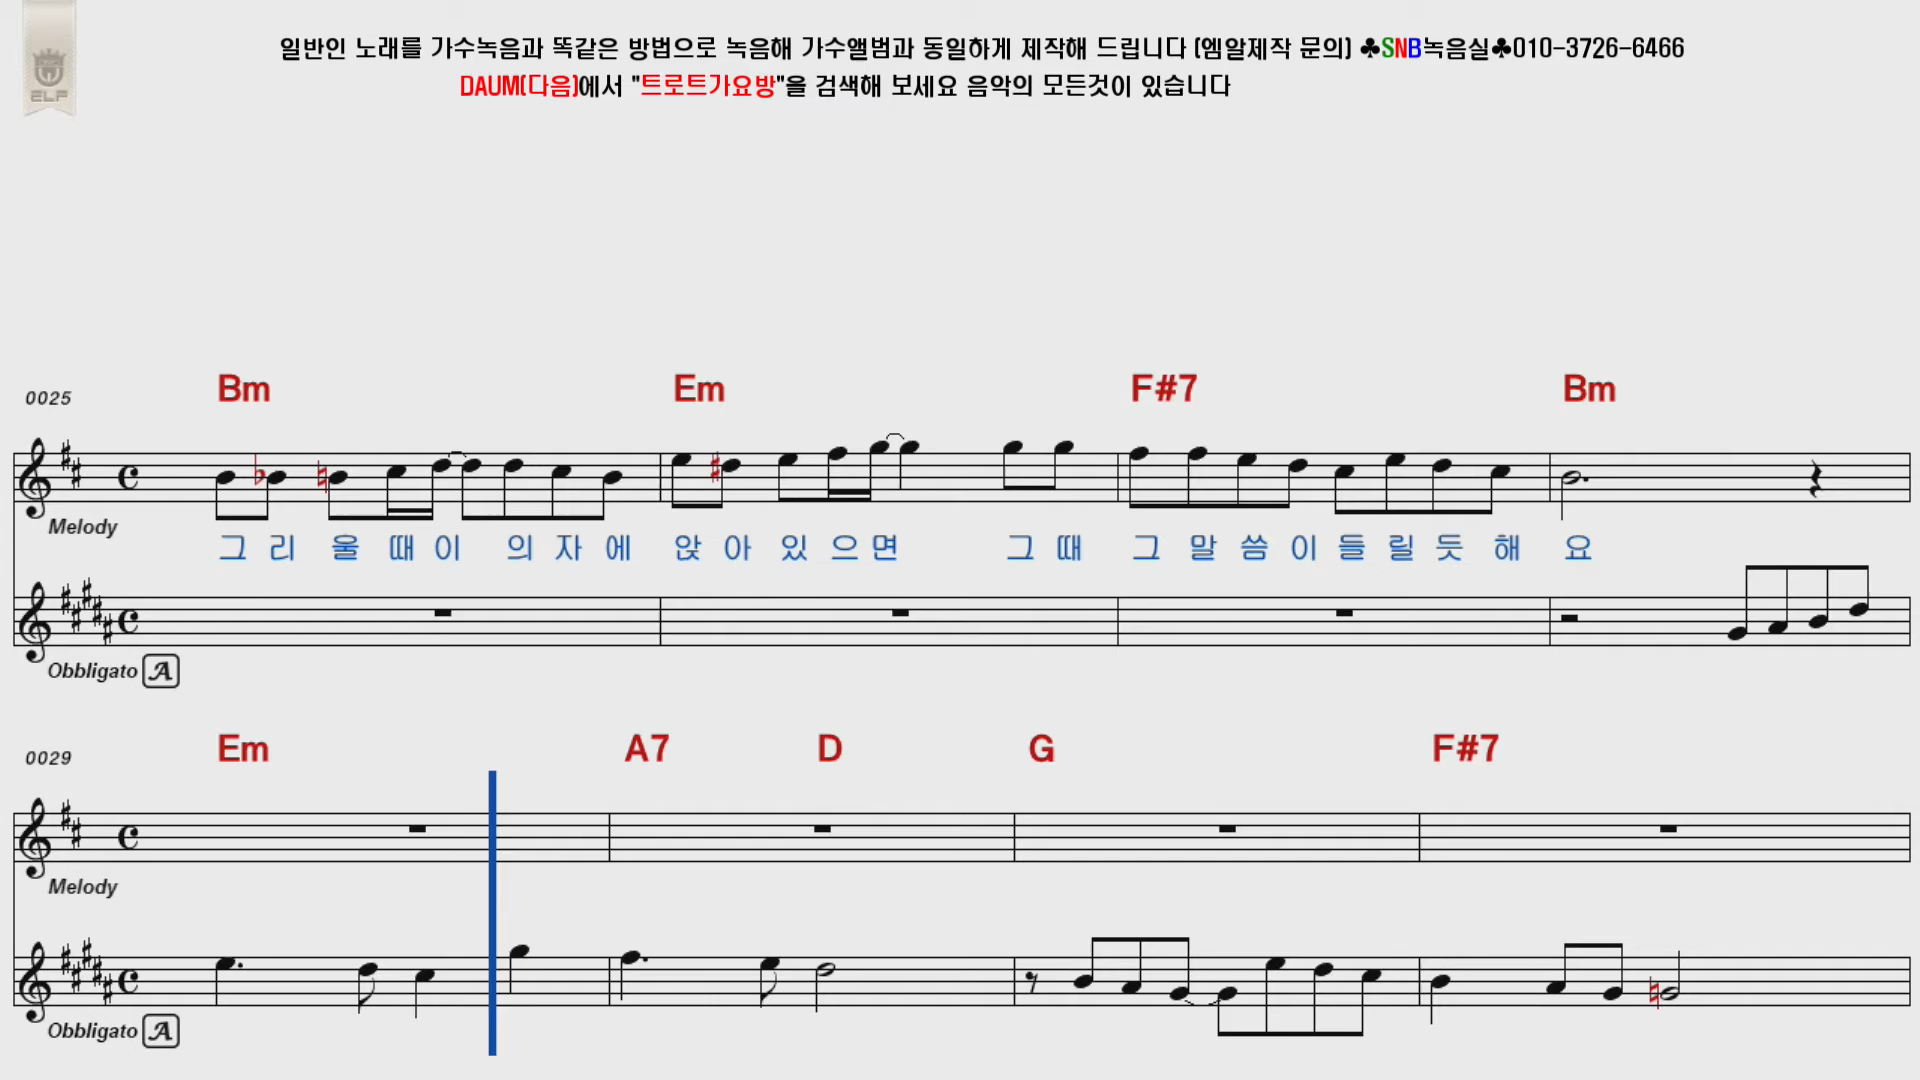 ELF
일반인 노래를 가수녹음과 똑같은 방법으로 녹음해 가수앨범과 동일하게 제작해 드립니다 (엠알제작 문의) ♣SNB녹음실♣010-3726-6466
DAUM(다음)에서 "트로트가요방"을 검색해 보세요 음악의 모든것이 있습니다
0025 Bm Em F#7 Bm
Melody
그 리 울 때 이 의 자 에 앉 아 있 으 면 그 때 그 말 씀 이 들 릴 듯 해 요
Obbligato A
0029 Em A7 D G F#7
Melody
Obbligato A